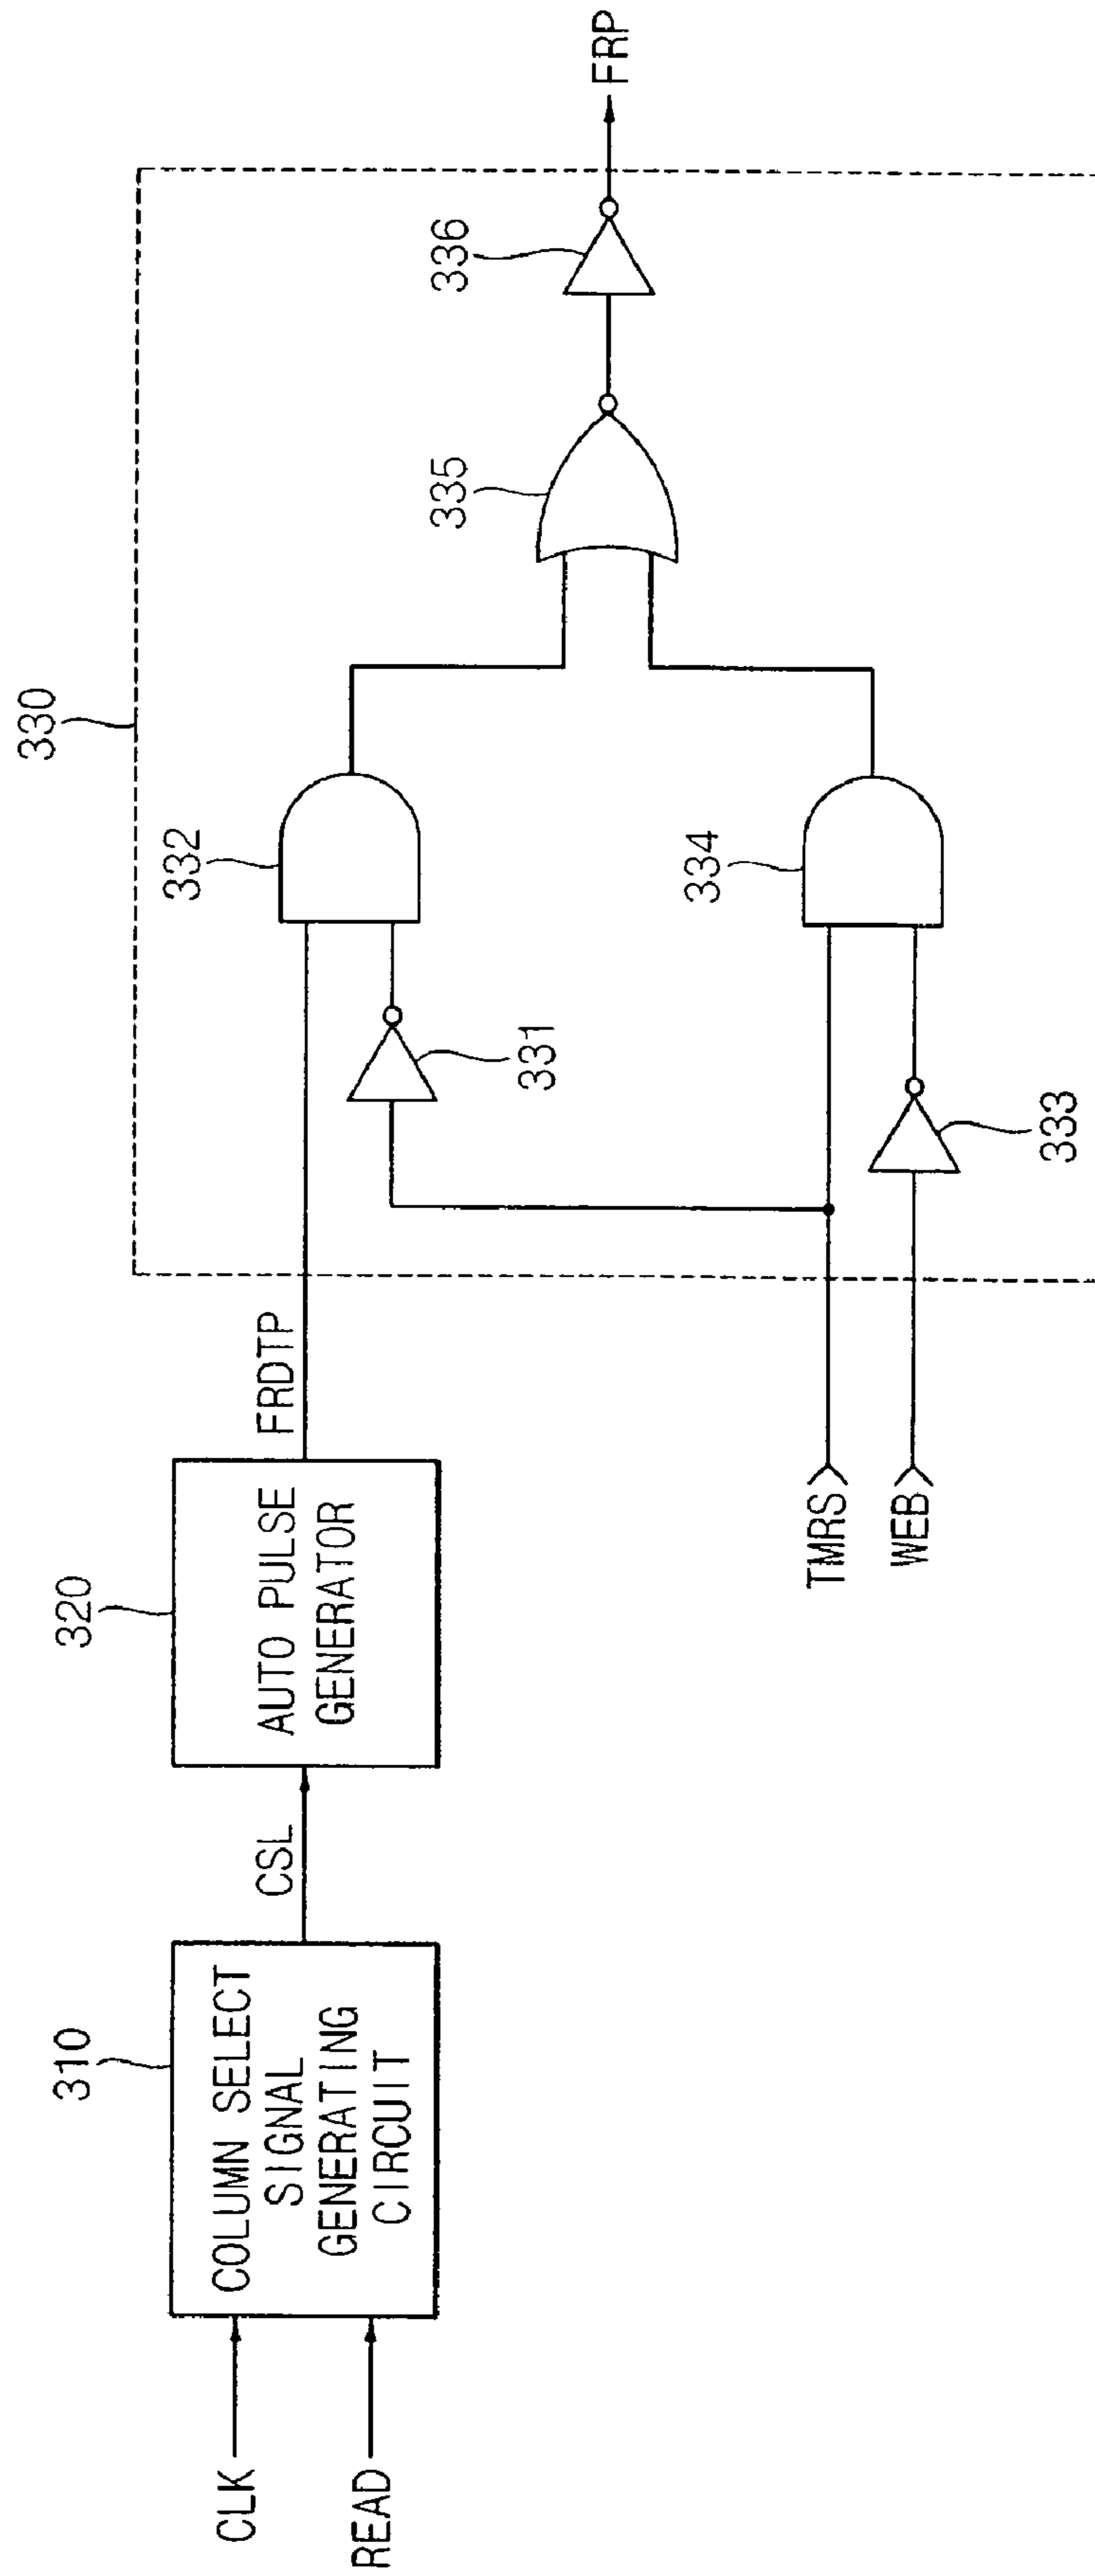 CLK
READ
310
COLUMN SELECT
SIGNAL
GENERATING
CIRCUIT
CSL
320
AUTO PULSE
GENERATOR
FRDTP
TMRS
WEB
330
331
332
333
334
335
336
FRP